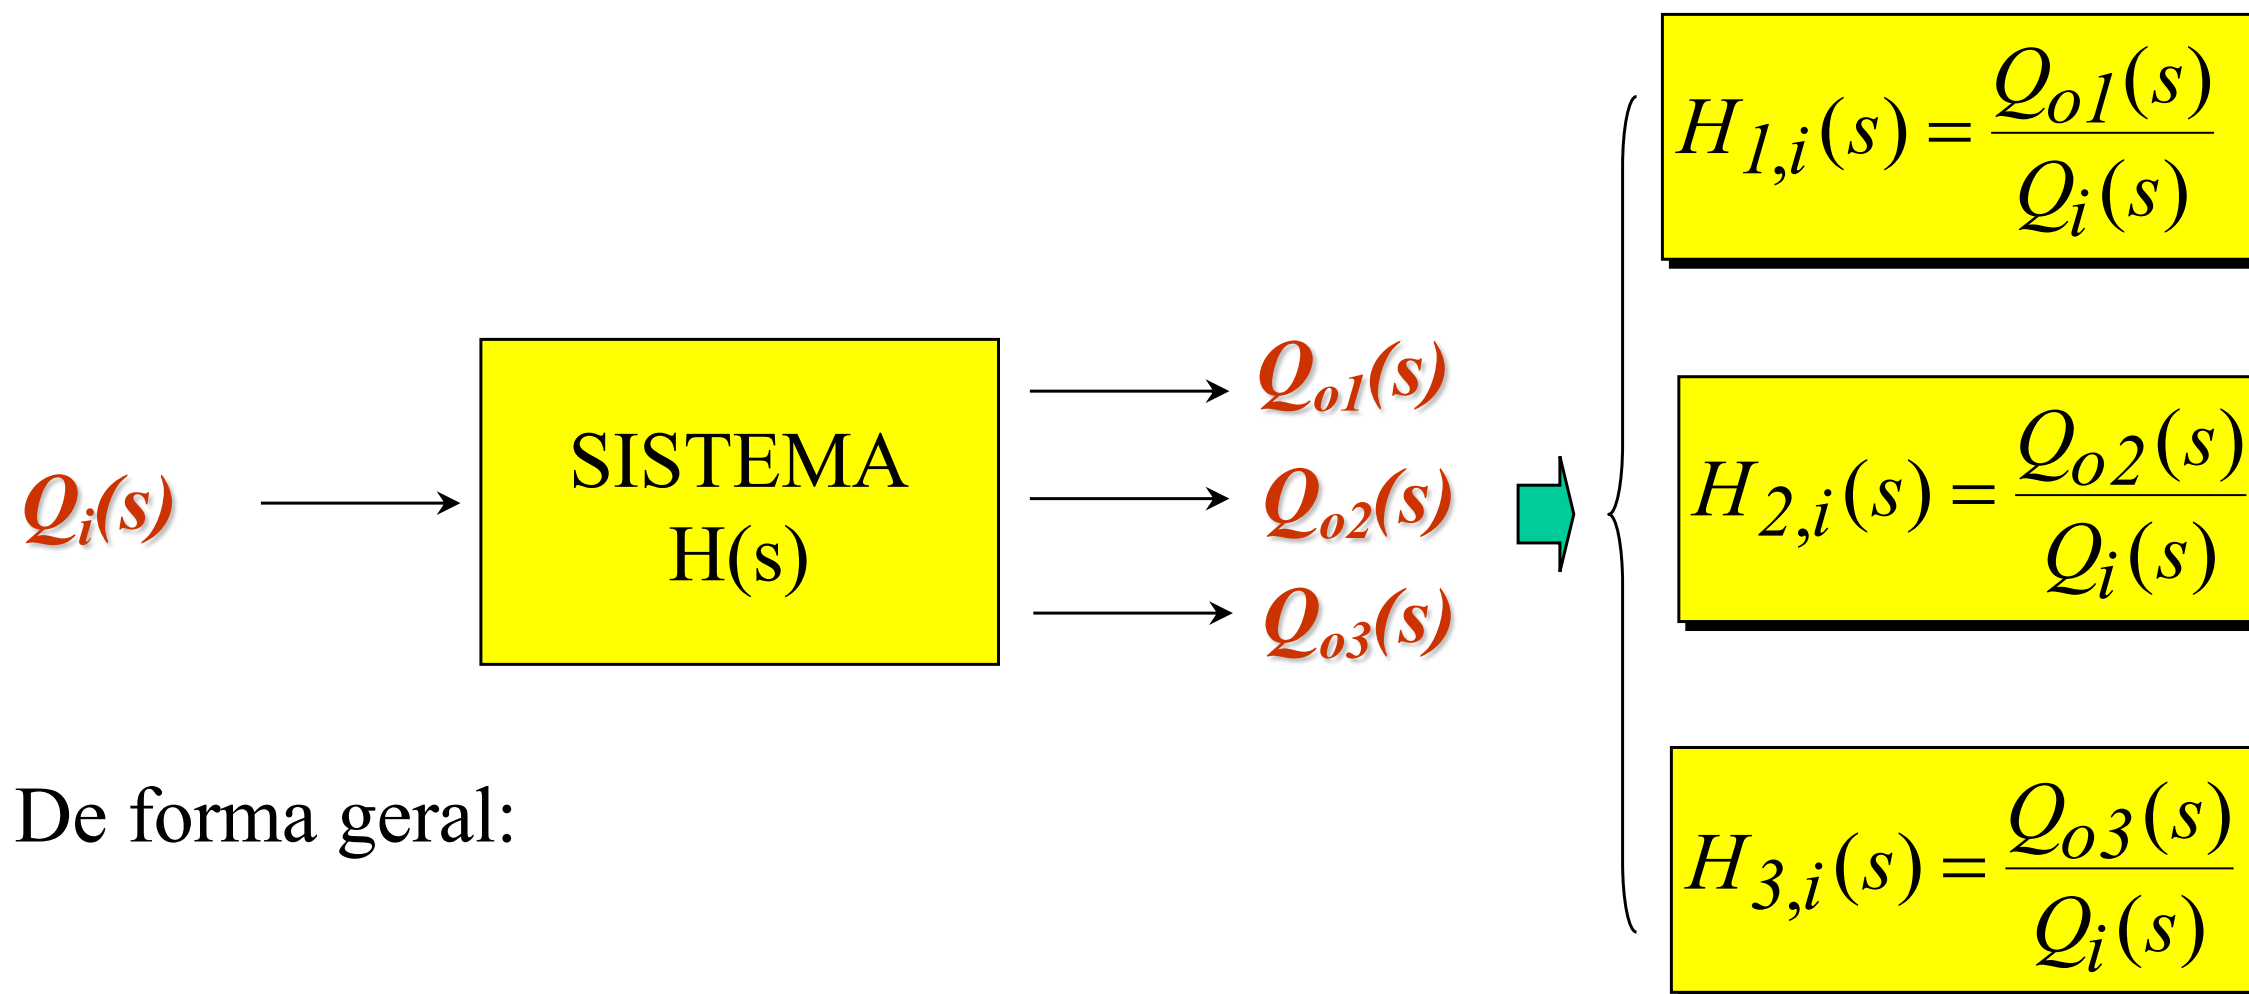 Qᵢ(s)
SISTEMA
H(s)
Qₒ₁(s)
Qₒ₂(s)
Qₒ₃(s)
H₁,ᵢ(s) = Qₒ₁(s) / Qᵢ(s)
H₂,ᵢ(s) = Qₒ₂(s) / Qᵢ(s)
H₃,ᵢ(s) = Qₒ₃(s) / Qᵢ(s)
De forma geral: